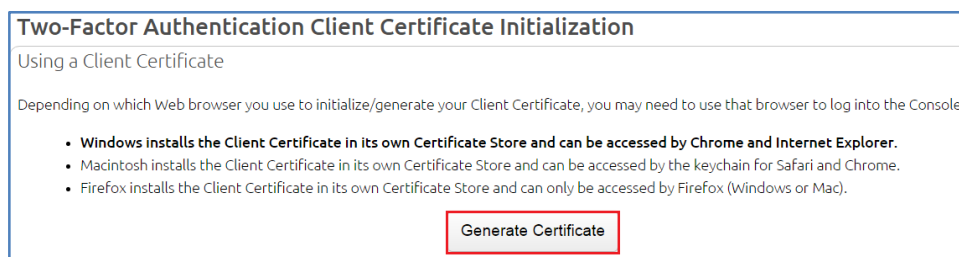 Two-Factor Authentication Client Certificate Initialization
Using a Client Certificate
Depending on which Web browser you use to initialize/generate your Client Certificate, you may need to use that browser to log into the Console
• Windows installs the Client Certificate in its own Certificate Store and can be accessed by Chrome and Internet Explorer.
• Macintosh installs the Client Certificate in its own Certificate Store and can be accessed by the keychain for Safari and Chrome.
• Firefox installs the Client Certificate in its own Certificate Store and can only be accessed by Firefox (Windows or Mac).
Generate Certificate